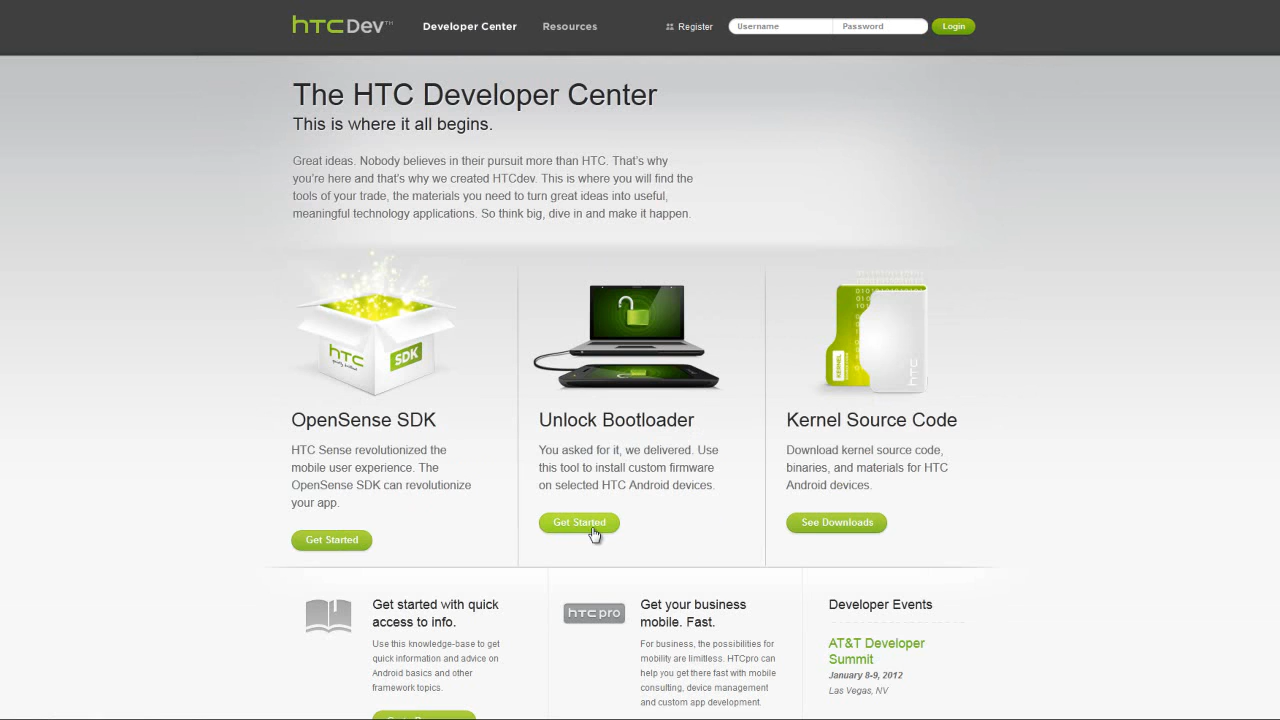 htcDev™
Developer Center
Resources
Register
Username
Password
Login
The HTC Developer Center
This is where it all begins.
Great ideas. Nobody believes in their pursuit more than HTC. That's why
you're here and that's why we created HTCdev. This is where you will find the
tools of your trade, the materials you need to turn great ideas into useful,
meaningful technology applications. So think big, dive in and make it happen.
htc
SDK
OpenSense SDK
HTC Sense revolutionized the
mobile user experience. The
OpenSense SDK can revolutionize
your app.
Get Started
Unlock Bootloader
You asked for it, we delivered. Use
this tool to install custom firmware
on selected HTC Android devices.
Get Started
KERNEL
htc
Kernel Source Code
Download kernel source code,
binaries, and materials for HTC
Android devices.
See Downloads
Get started with quick
access to info.
Use this knowledge-base to get
quick information and advice on
Android basics and other
framework topics.
htcpro
Get your business
mobile. Fast.
For business, the possibilities for
mobility are limitless. HTCpro can
help you get there fast with mobile
consulting, device management
and custom app development.
Developer Events
AT&T Developer
Summit
January 8-9, 2012
Las Vegas, NV